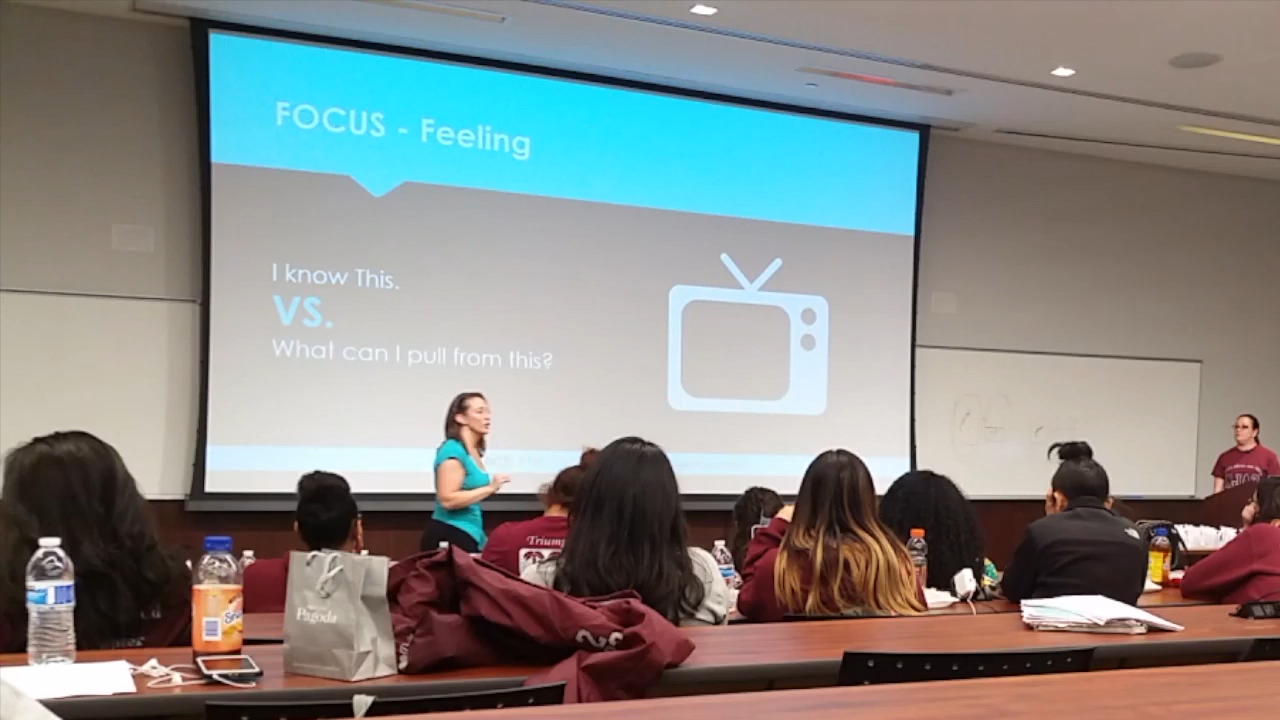 FOCUS - Feeling
I know This.
VS.
What can I pull from this?
Pagoda